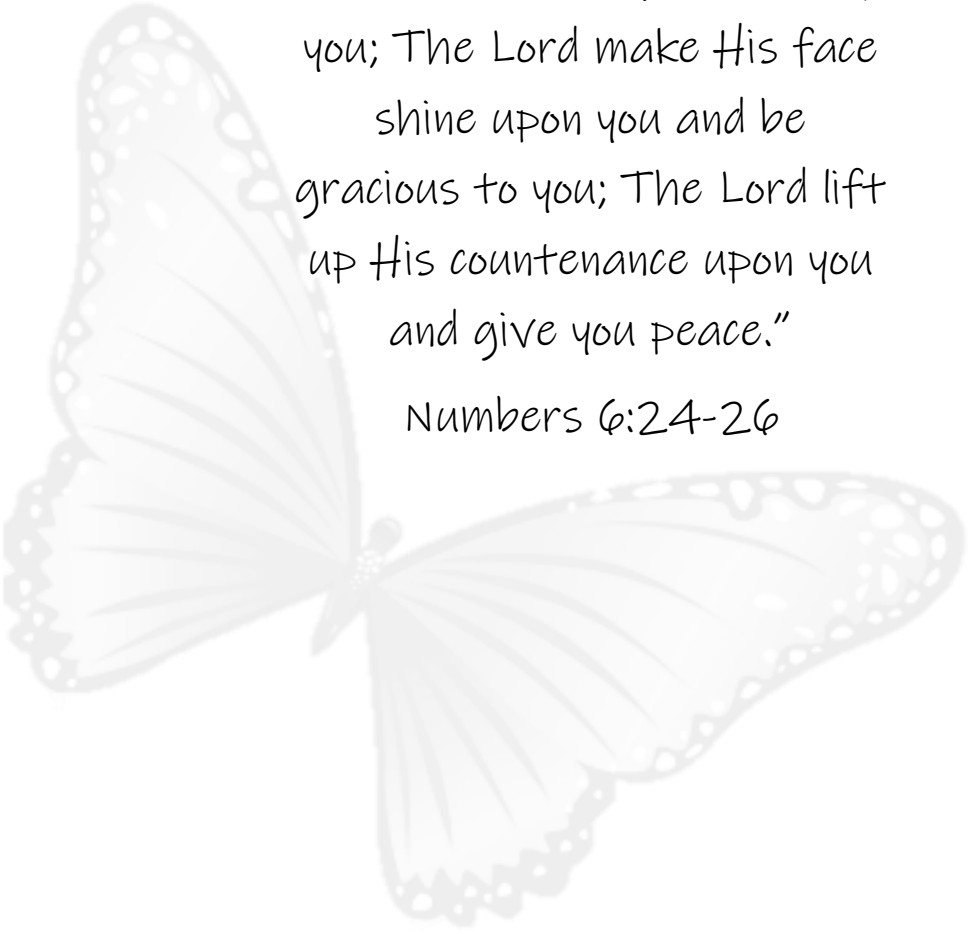 you; The Lord make His face
shine upon you and be
gracious to you; The Lord lift
up His countenance upon you
and give you peace.”
Numbers 6:24-26